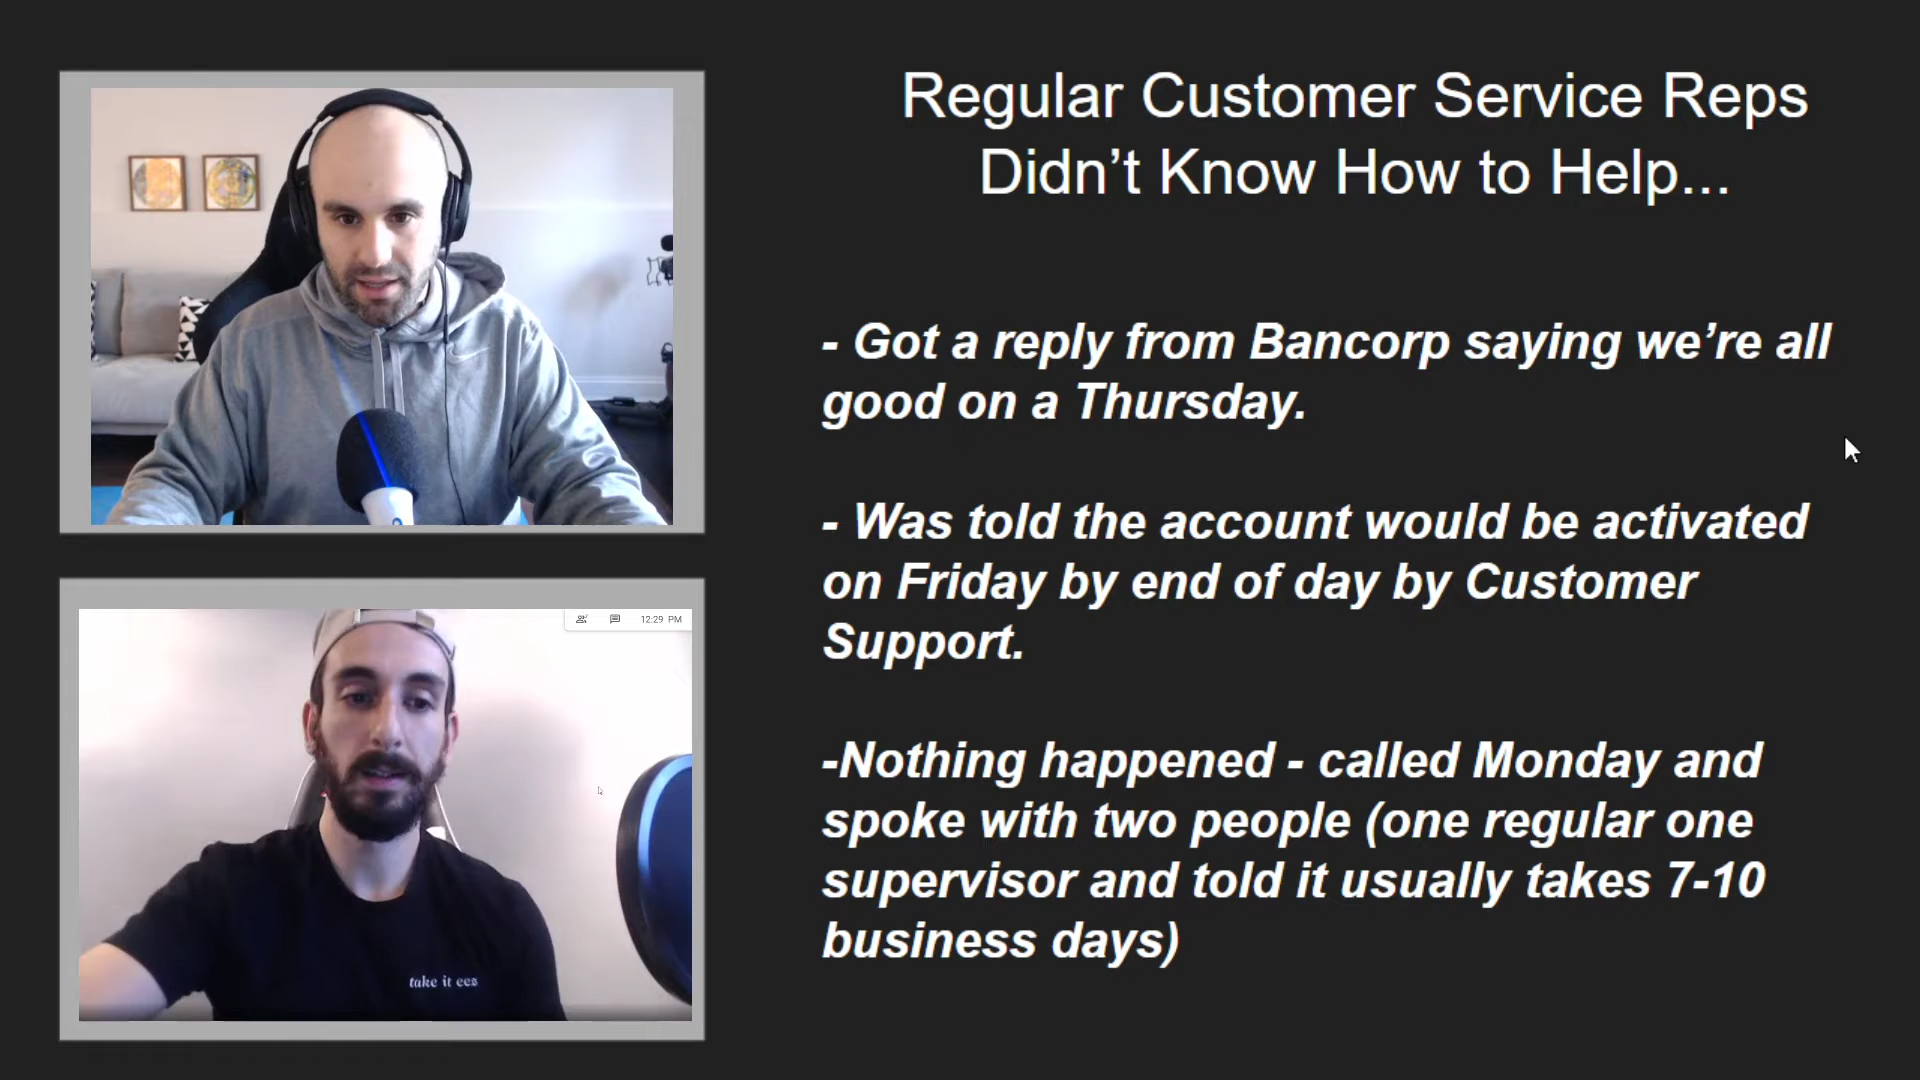 Regular Customer Service Reps
Didn't Know How to Help...
- Got a reply from Bancorp saying we're all
good on a Thursday.
- Was told the account would be activated
on Friday by end of day by Customer
Support.
-Nothing happened - called Monday and
spoke with two people (one regular one
supervisor and told it usually takes 7-10
business days)
12:29 PM
take it eez